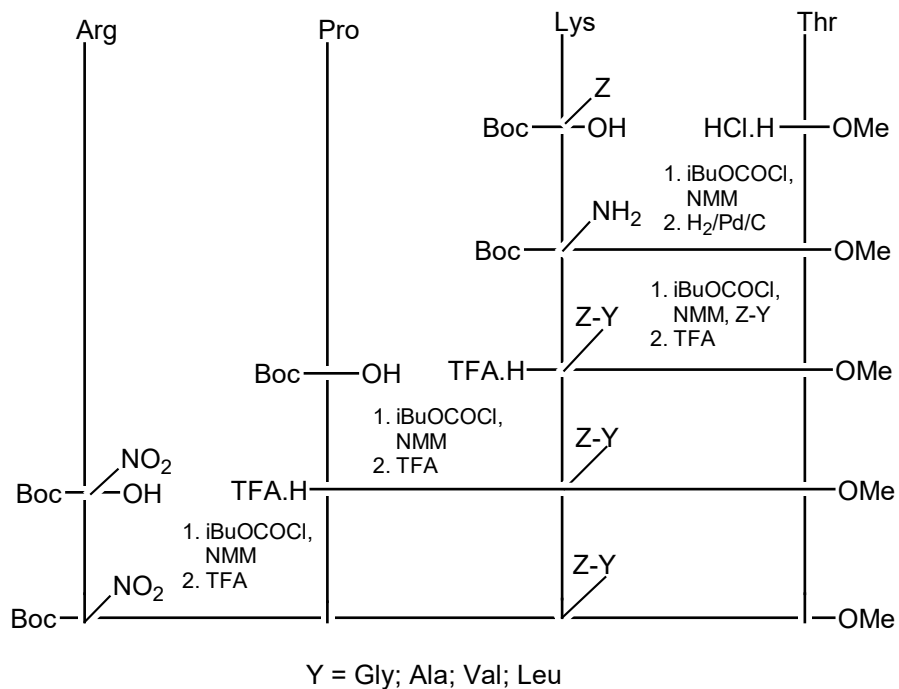 Arg Pro Lys Thr
Z
Boc OH HCl.H OMe
1. iBuOCOCl,
NMM
2. H₂/Pd/C
NH₂
Boc OMe
1. iBuOCOCl,
NMM, Z-Y
2. TFA
Z-Y
Boc OH TFA.H OMe
1. iBuOCOCl,
NMM
2. TFA
Z-Y
NO₂
Boc OH TFA.H OMe
1. iBuOCOCl,
NMM
2. TFA
Z-Y
NO₂
Boc OMe
Y = Gly; Ala; Val; Leu